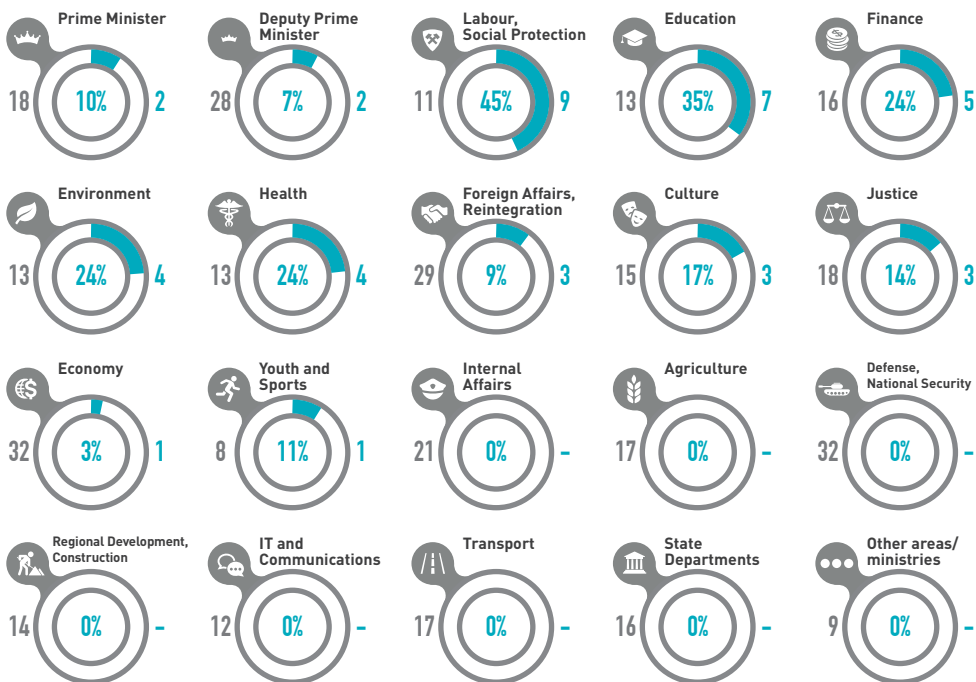 Prime Minister
18
10%
2
Deputy Prime
Minister
28
7%
2
Labour,
Social Protection
11
45%
9
Education
13
35%
7
Finance
16
24%
5
Environment
13
24%
4
Health
13
24%
4
Foreign Affairs,
Reintegration
29
9%
3
Culture
15
17%
3
Justice
18
14%
3
Economy
32
3%
1
Youth and
Sports
8
11%
1
Internal
Affairs
21
0%
-
Agriculture
17
0%
-
Defense,
National Security
32
0%
-
Regional Development,
Construction
14
0%
-
IT and
Communications
12
0%
-
Transport
17
0%
-
State
Departments
16
0%
-
Other areas/
ministries
9
0%
-